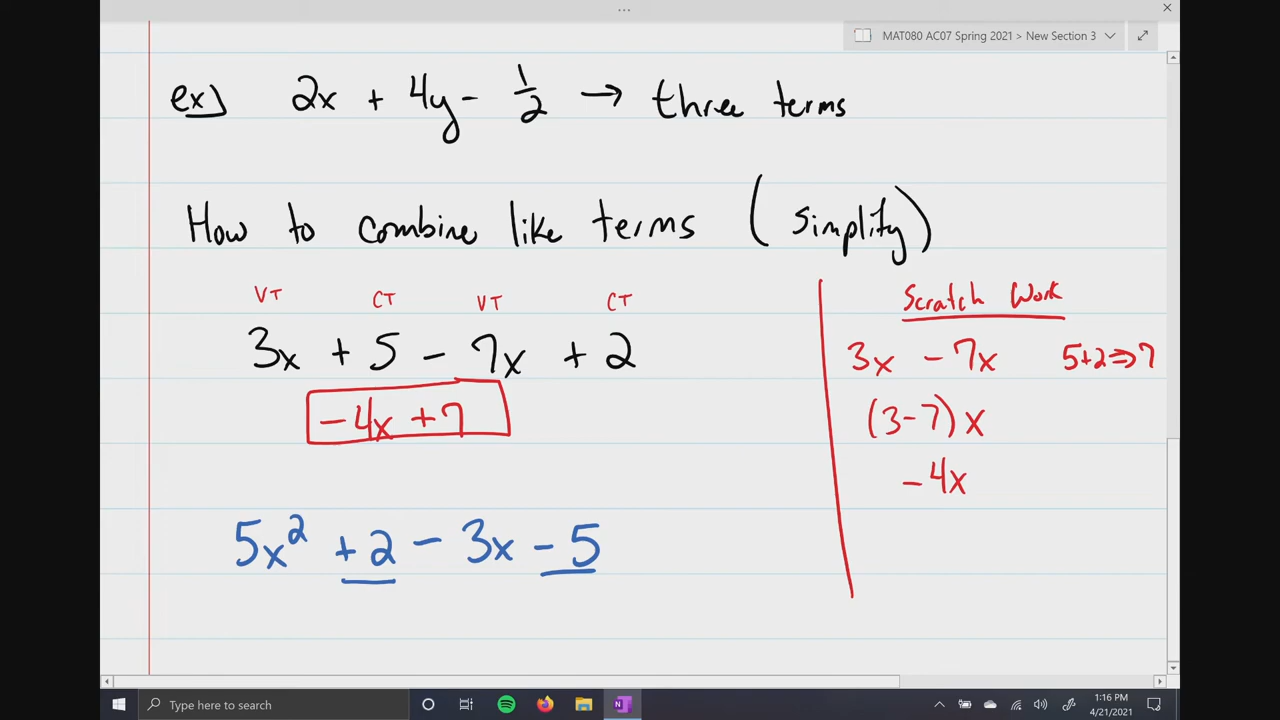 MAT080 AC07 Spring 2021 > New Section 3
ex) 2x + 4y - 1/2 → three terms
How to combine like terms (simplify)
VT CT VT CT
3x + 5 - 7x + 2
-4x + 7
Scratch Work
3x - 7x 5+2⇒7
(3-7)x
-4x
5x² + 2 - 3x - 5
Type here to search
1:16 PM
4/21/2021